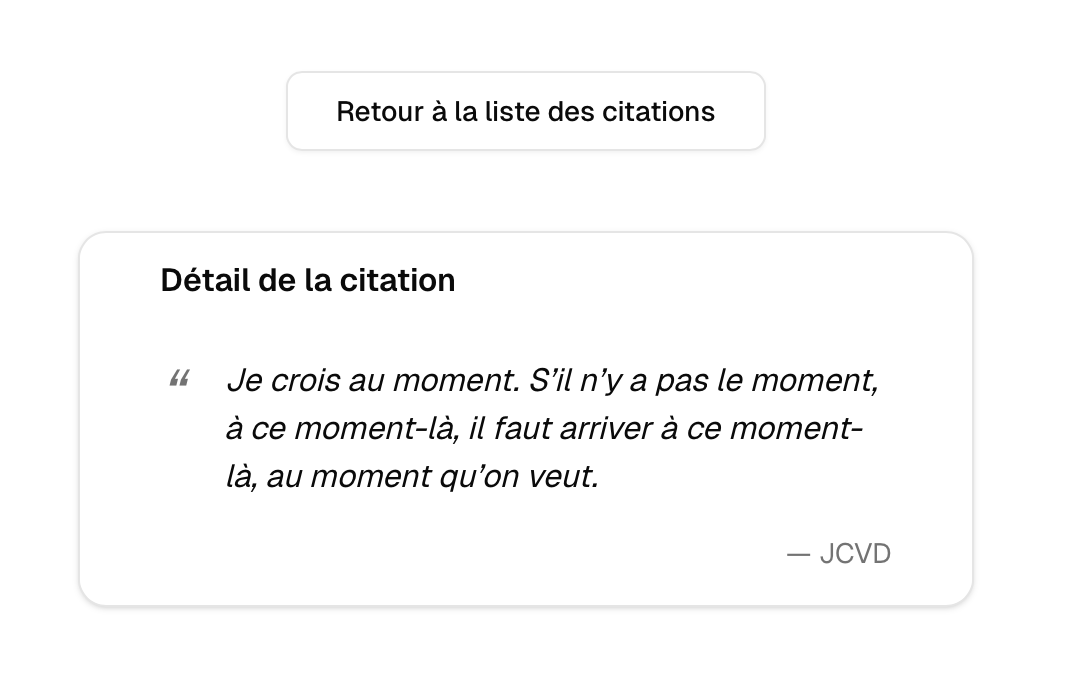 Retour à la liste des citations
Détail de la citation
“ Je crois au moment. S’il n’y a pas le moment,
à ce moment-là, il faut arriver à ce moment-
là, au moment qu’on veut.
— JCVD